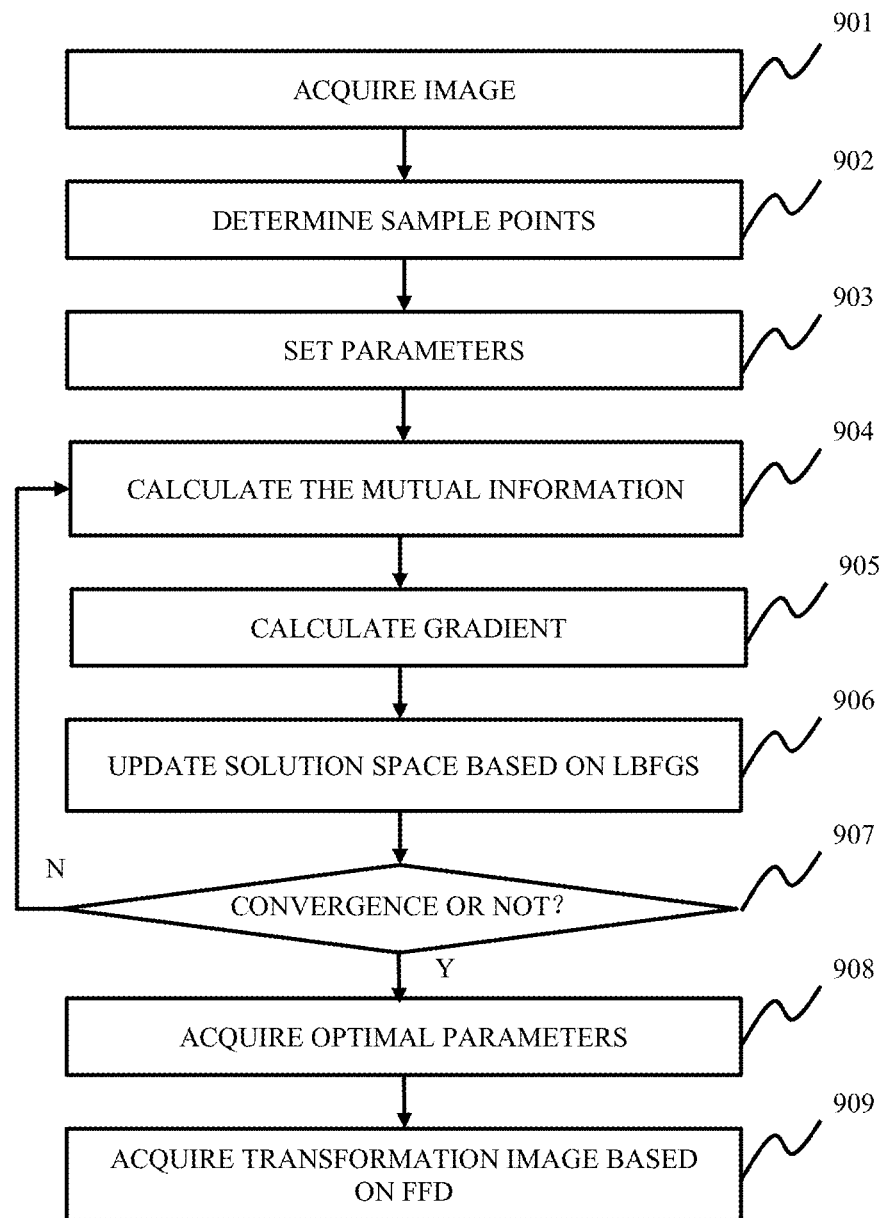 901
ACQUIRE IMAGE
902
DETERMINE SAMPLE POINTS
903
SET PARAMETERS
904
CALCULATE THE MUTUAL INFORMATION
905
CALCULATE GRADIENT
906
UPDATE SOLUTION SPACE BASED ON LBFGS
907
N
CONVERGENCE OR NOT?
Y
908
ACQUIRE OPTIMAL PARAMETERS
909
ACQUIRE TRANSFORMATION IMAGE BASED
ON FFD